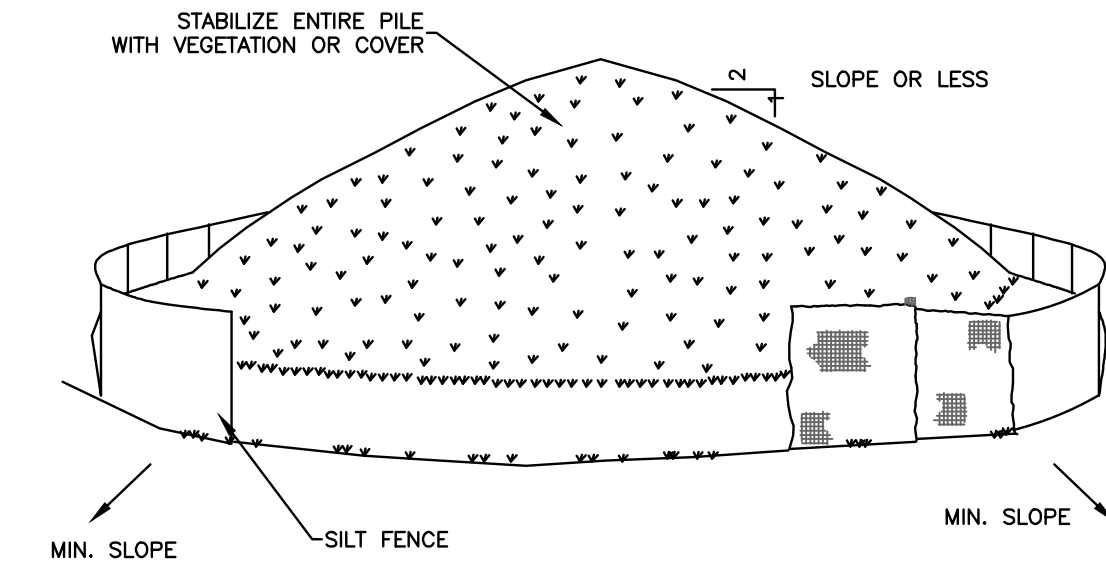 STABILIZE ENTIRE PILE
WITH VEGETATION OR COVER
2
1
SLOPE OR LESS
MIN. SLOPE
SILT FENCE
MIN. SLOPE